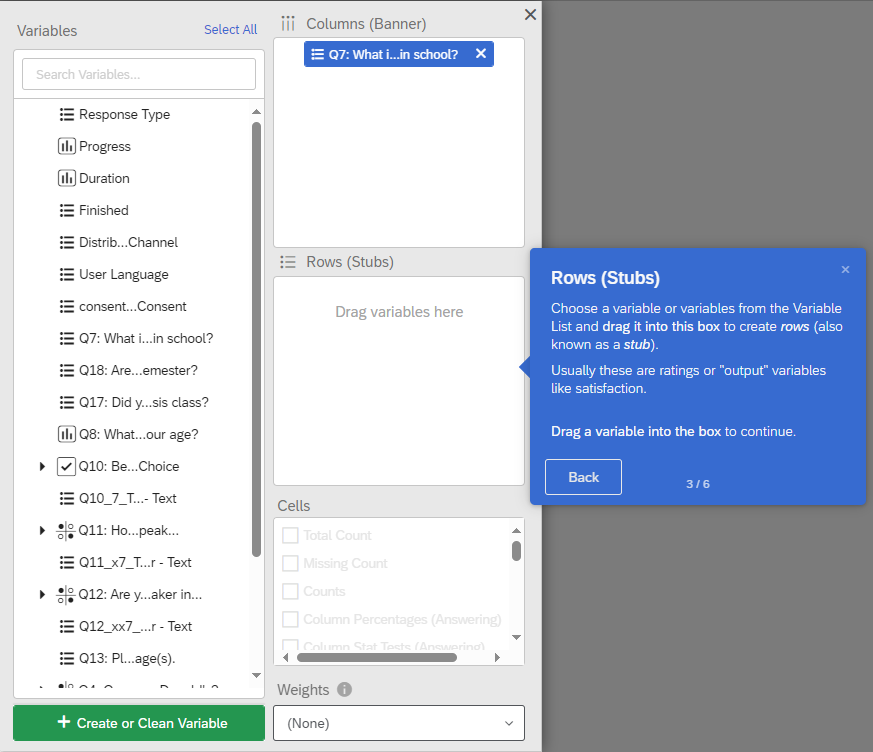 Variables
Select All
Search Variables...
Response Type
Progress
Duration
Finished
Distrib...Channel
User Language
consent...Consent
Q7: What i...in school?
Q18: Are...emester?
Q17: Did y...sis class?
Q8: What...our age?
Q10: Be...Choice
Q10_7_T...- Text
Q11: Ho...peak...
Q11_x7_T...r - Text
Q12: Are y...aker in...
Q12_xx7_...r - Text
Q13: Pl...age(s).
Create or Clean Variable
Columns (Banner)
Q7: What i...in school?
Rows (Stubs)
Drag variables here
Cells
Total Count
Missing Count
Counts
Column Percentages (Answering)
Column Stat Tests (Answering)
Weights
(None)
Rows (Stubs)
Choose a variable or variables from the Variable
List and drag it into this box to create rows (also
known as a stub).
Usually these are ratings or "output" variables
like satisfaction.
Drag a variable into the box to continue.
Back
3 / 6